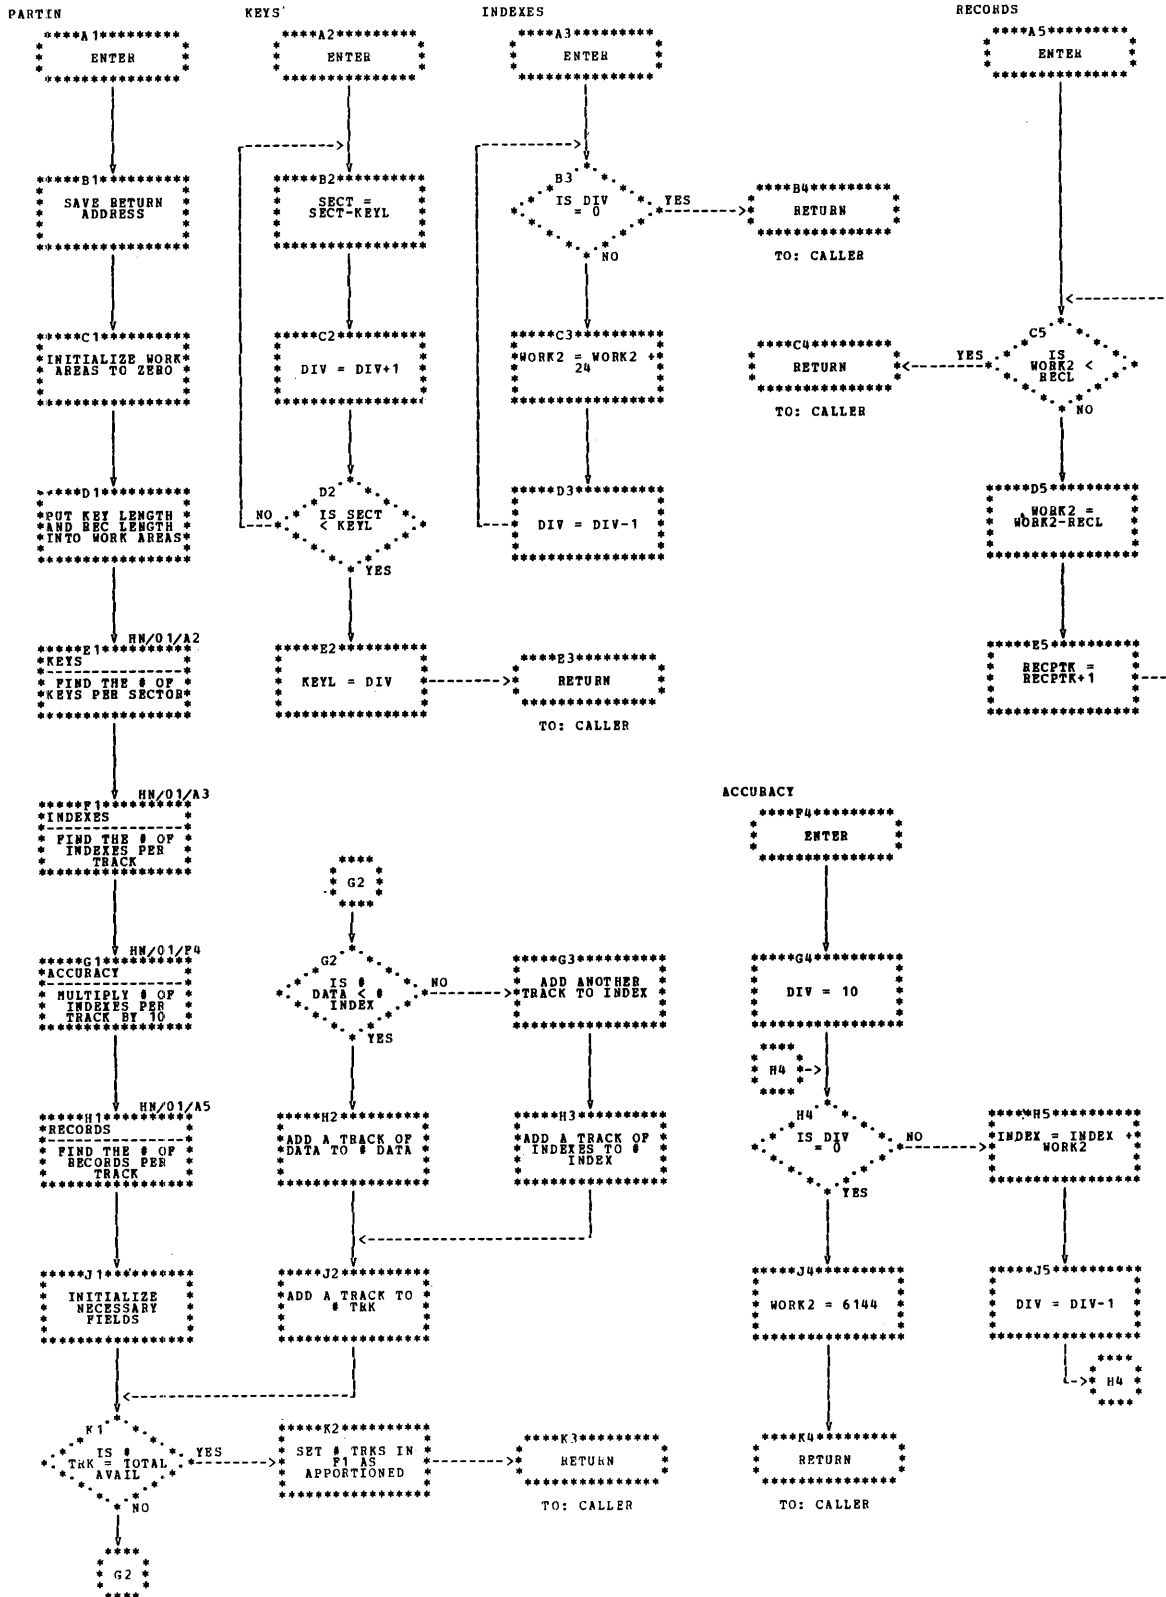 PARTIN
A1
ENTER
B1
SAVE RETURN
ADDRESS
C1
INITIALIZE WORK
AREAS TO ZERO
D1
PUT KEY LENGTH
AND REC LENGTH
INTO WORK AREAS
HN/01/A2
E1
KEYS
FIND THE # OF
KEYS PER SECTOR
HN/01/A3
F1
INDEXES
FIND THE # OF
INDEXES PER
TRACK
HN/01/F4
G1
ACCURACY
MULTIPLY # OF
INDEXES PER
TRACK BY 10
HN/01/A5
H1
RECORDS
FIND THE # OF
RECORDS PER
TRACK
J1
INITIALIZE
NECESSARY
FIELDS
K1
IS #
TRK = TOTAL
AVAIL
YES
NO
G2
K2
SET # TRKS IN
F1 AS
APPORTIONED
K3
RETURN
TO: CALLER
KEYS
A2
ENTER
B2
SECT =
SECT-KEYL
C2
DIV = DIV+1
D2
IS SECT
< KEYL
NO
YES
E2
KEYL = DIV
E3
RETURN
TO: CALLER
G2
G2
IS #
DATA < #
INDEX
NO
YES
G3
ADD ANOTHER
TRACK TO INDEX
H2
ADD A TRACK OF
DATA TO # DATA
H3
ADD A TRACK OF
INDEXES TO #
INDEX
J2
ADD A TRACK TO
# TRK
INDEXES
A3
ENTER
B3
IS DIV
= 0
YES
NO
B4
RETURN
TO: CALLER
C3
WORK2 = WORK2 +
24
D3
DIV = DIV-1
RECORDS
A5
ENTER
C5
IS
WORK2 <
RECL
YES
NO
C4
RETURN
TO: CALLER
D5
WORK2 =
WORK2-RECL
E5
RECPTK =
RECPTK+1
ACCURACY
F4
ENTER
G4
DIV = 10
H4
H4
IS DIV
= 0
NO
YES
H5
INDEX = INDEX +
WORK2
J5
DIV = DIV-1
H4
J4
WORK2 = 6144
K4
RETURN
TO: CALLER